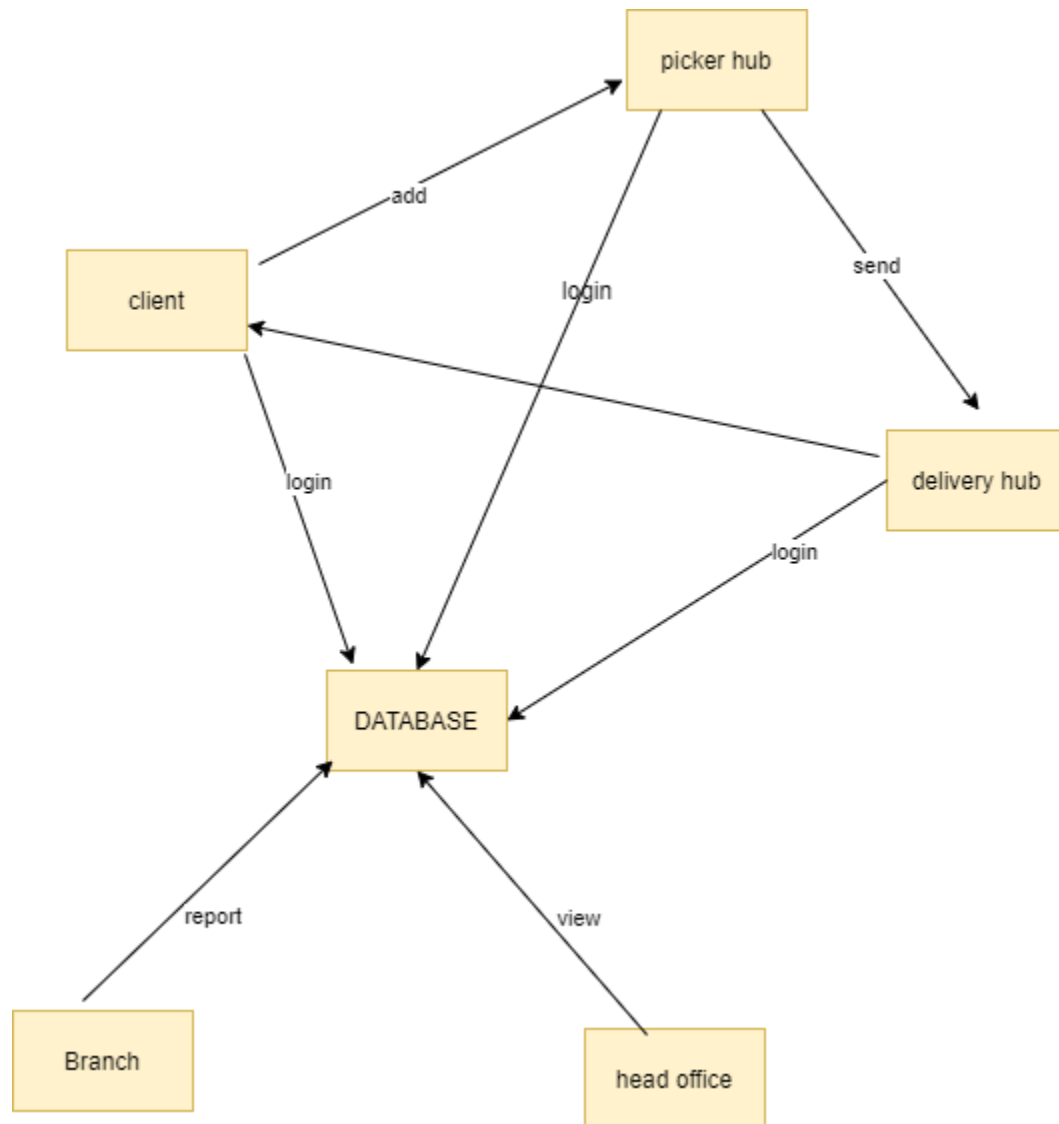 picker hub
add
client
login
send
login
delivery hub
login
DATABASE
report
view
Branch
head office